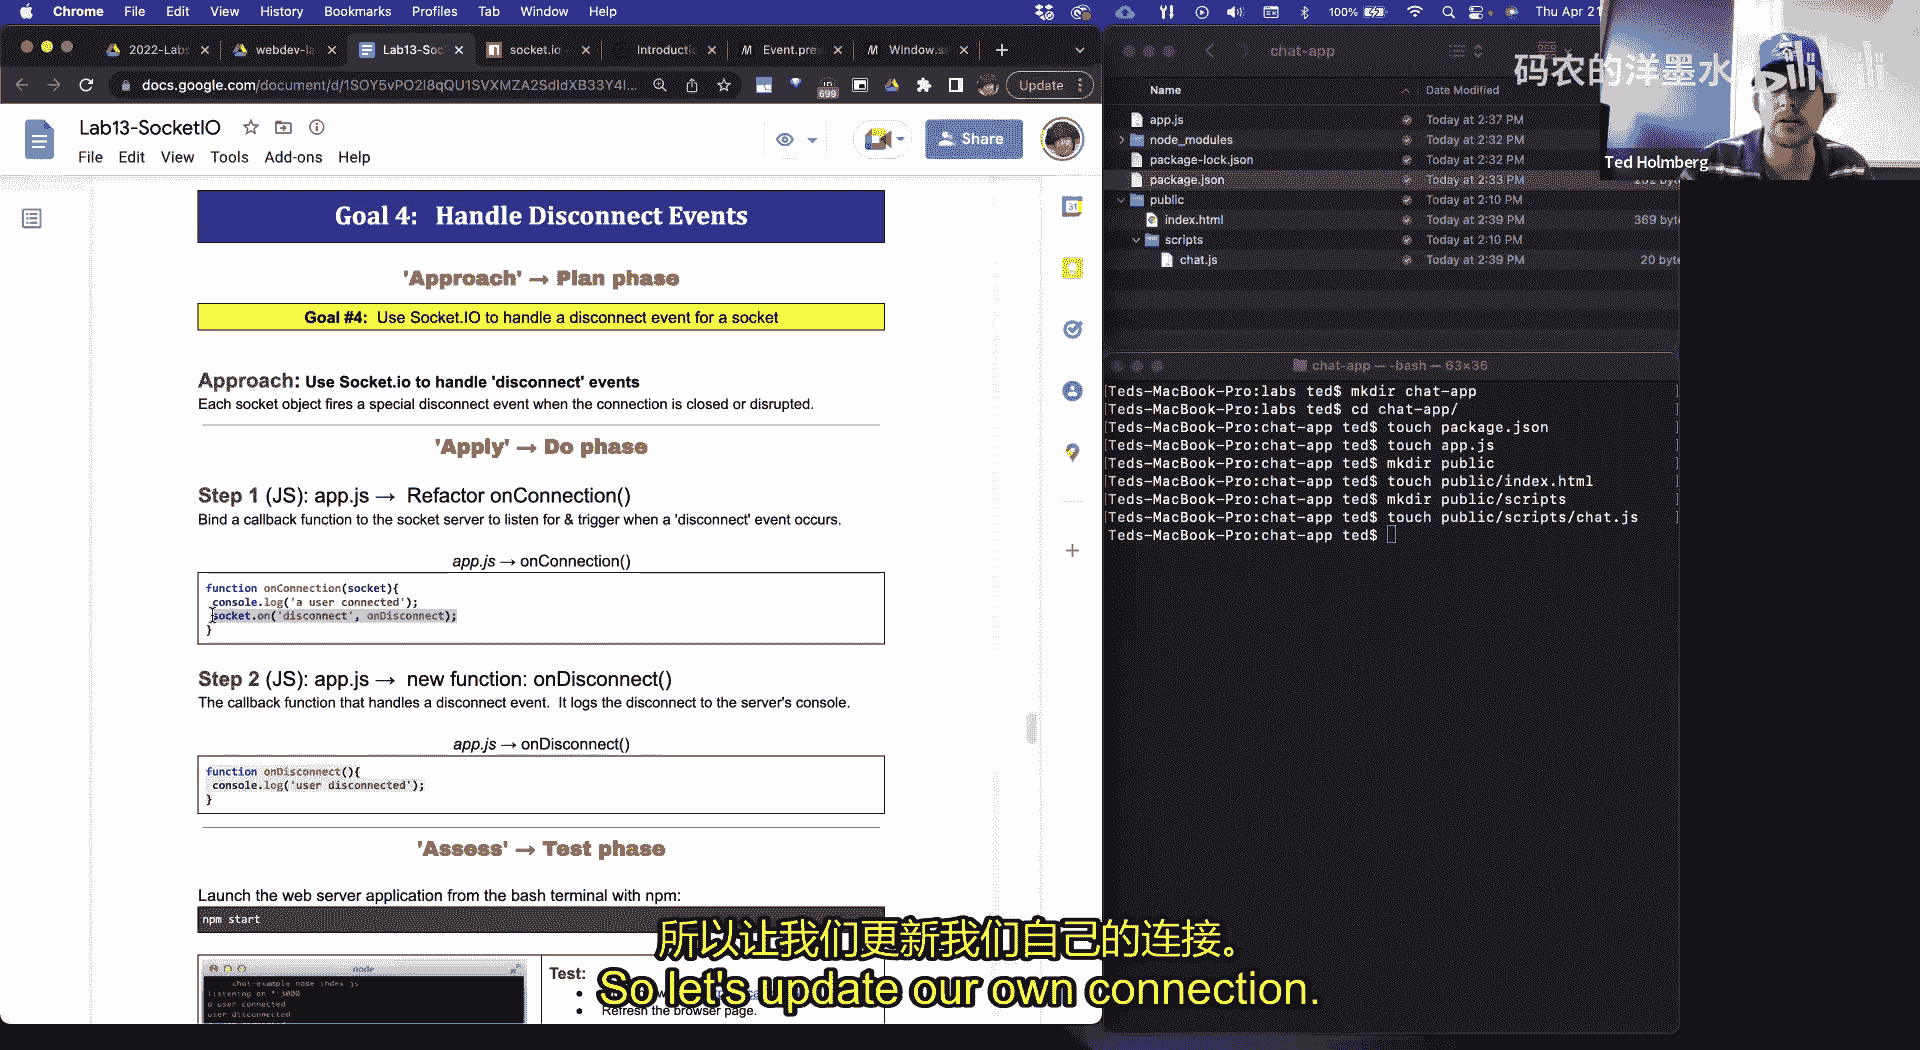 Chrome File Edit View History Bookmarks Profiles Tab Window Help
100%
Thu Apr 21
2022-Labs
webdev-la
Lab13-Soc
socket.io
Introductio
Event.prev
Window.s
docs.google.com/document/d/1SOY5vPO2I8qQU1SVXMZA2SdIdXB33Y4I...
699
Update
Lab13-SocketIO
File Edit View Tools Add-ons Help
Share
31
Goal 4: Handle Disconnect Events
'Approach' → Plan phase
Goal #4: Use Socket.IO to handle a disconnect event for a socket
Approach: Use Socket.io to handle 'disconnect' events
Each socket object fires a special disconnect event when the connection is closed or disrupted.
'Apply' → Do phase
Step 1 (JS): app.js → Refactor onConnection()
Bind a callback function to the socket server to listen for & trigger when a 'disconnect' event occurs.
app.js → onConnection()
function onConnection(socket){
console.log('a user connected');
socket.on('disconnect', onDisconnect);
}
Step 2 (JS): app.js → new function: onDisconnect()
The callback function that handles a disconnect event. It logs the disconnect to the server's console.
app.js → onDisconnect()
function onDisconnect(){
console.log('user disconnected');
}
'Assess' → Test phase
Launch the web server application from the bash terminal with npm:
npm start
node
chat-example node index.js
listening on *:3000
a user connected
user disconnected
Test:
Refresh the browser page.
chat-app
Name Date Modified
app.js Today at 2:37 PM
node_modules Today at 2:32 PM
package-lock.json Today at 2:32 PM
package.json Today at 2:33 PM
public Today at 2:10 PM
index.html Today at 2:39 PM 369 byt
scripts Today at 2:10 PM
chat.js Today at 2:39 PM 20 byt
chat-app — -bash — 63×36
Teds-MacBook-Pro:labs ted$ mkdir chat-app
Teds-MacBook-Pro:labs ted$ cd chat-app/
Teds-MacBook-Pro:chat-app ted$ touch package.json
Teds-MacBook-Pro:chat-app ted$ touch app.js
Teds-MacBook-Pro:chat-app ted$ mkdir public
Teds-MacBook-Pro:chat-app ted$ touch public/index.html
Teds-MacBook-Pro:chat-app ted$ mkdir public/scripts
Teds-MacBook-Pro:chat-app ted$ touch public/scripts/chat.js
Teds-MacBook-Pro:chat-app ted$
码农的洋墨水
Ted Holmberg
所以让我们更新我们自己的连接。
So let's update our own connection.